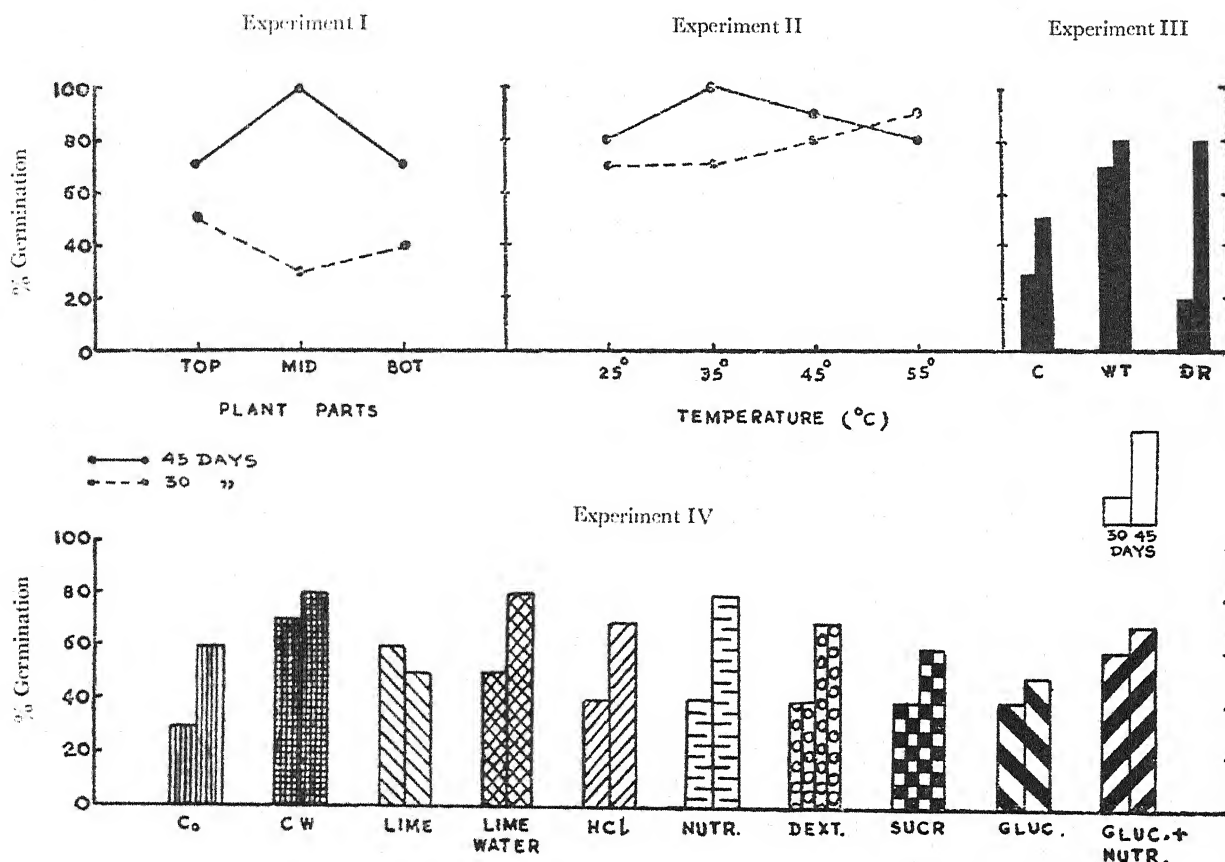 Experiment I
Experiment II
Experiment III
% Germination
100
80
60
40
20
0
TOP MID BOT
PLANT PARTS
25° 35° 45° 55°
TEMPERATURE (°C)
C WT DR
45 DAYS
30 "
30 45
DAYS
Experiment IV
% Germination
100
80
60
40
20
0
Co CW LIME LIME WATER HCl NUTR. DEXT. SUCR GLUC. GLUC.+ NUTR.